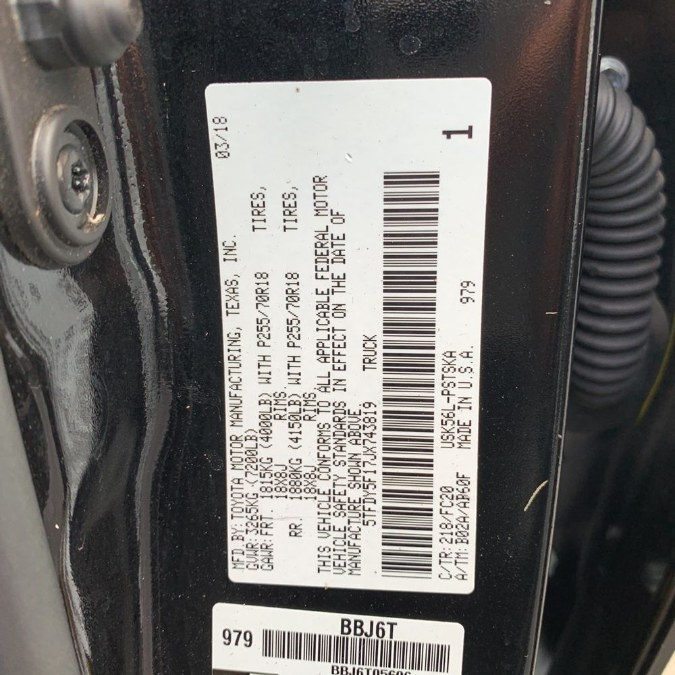 MFD BY:TOYOTA MOTOR MANUFACTURING, TEXAS, INC. 03/18
GVWR:3265KG (7200LB)
GAWR:FRT. 1815KG (4000LB) WITH P255/70R18 TIRES,
18X8J RIMS,
RR. 1880KG (4150LB) WITH P255/70R18 TIRES,
18X8J RIMS,
THIS VEHICLE CONFORMS TO ALL APPLICABLE FEDERAL MOTOR
VEHICLE SAFETY STANDARDS IN EFFECT ON THE DATE OF
MANUFACTURE SHOWN ABOVE.
5TFDY5F17JX743819 TRUCK
C/TR: 218/FC20 USK56L-PSTSKA 979
A/TM: B02A/AB60F MADE IN U.S.A.
1
BBJ6T
979